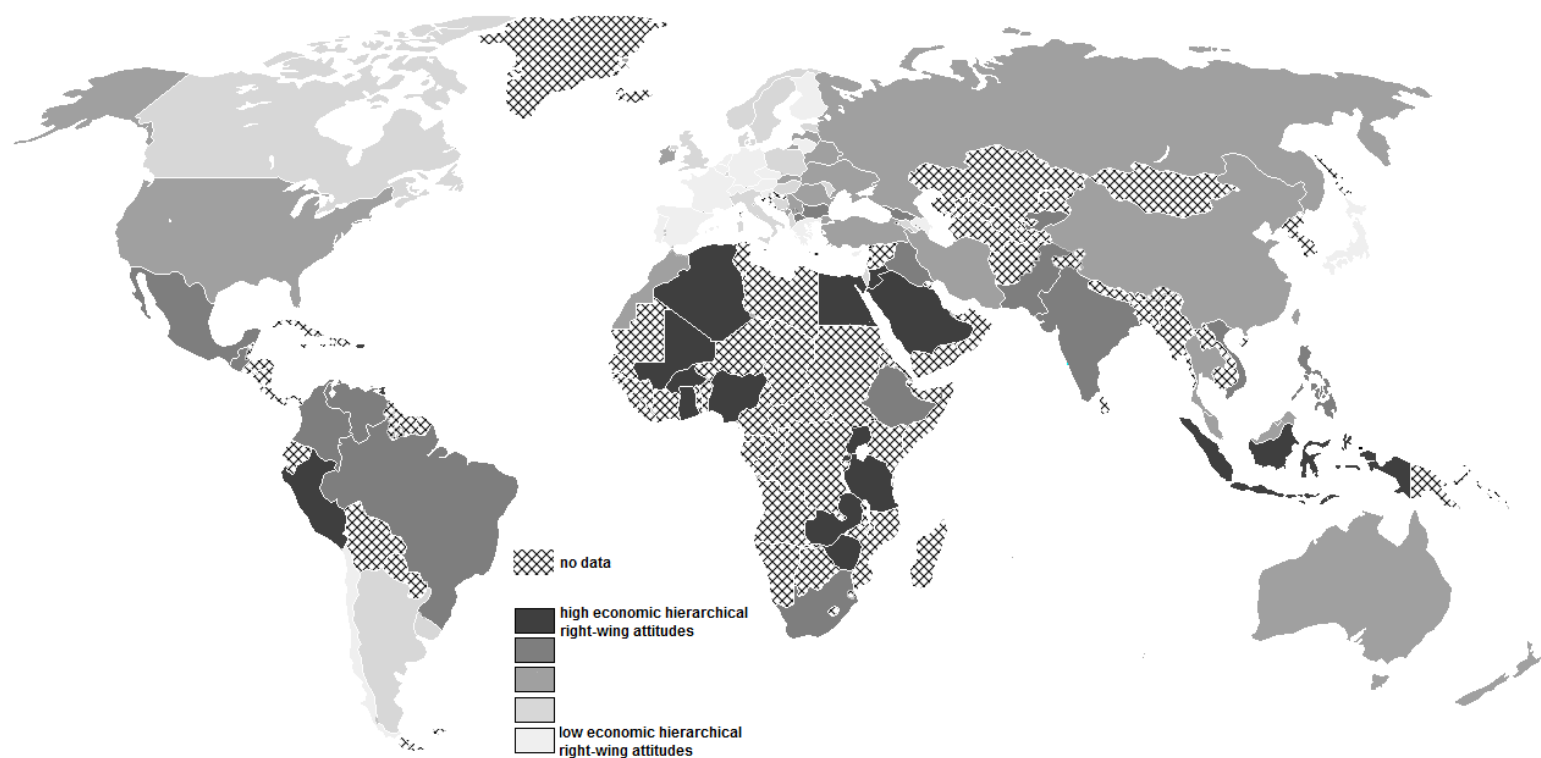 no data
high economic hierarchical
right-wing attitudes
low economic hierarchical
right-wing attitudes